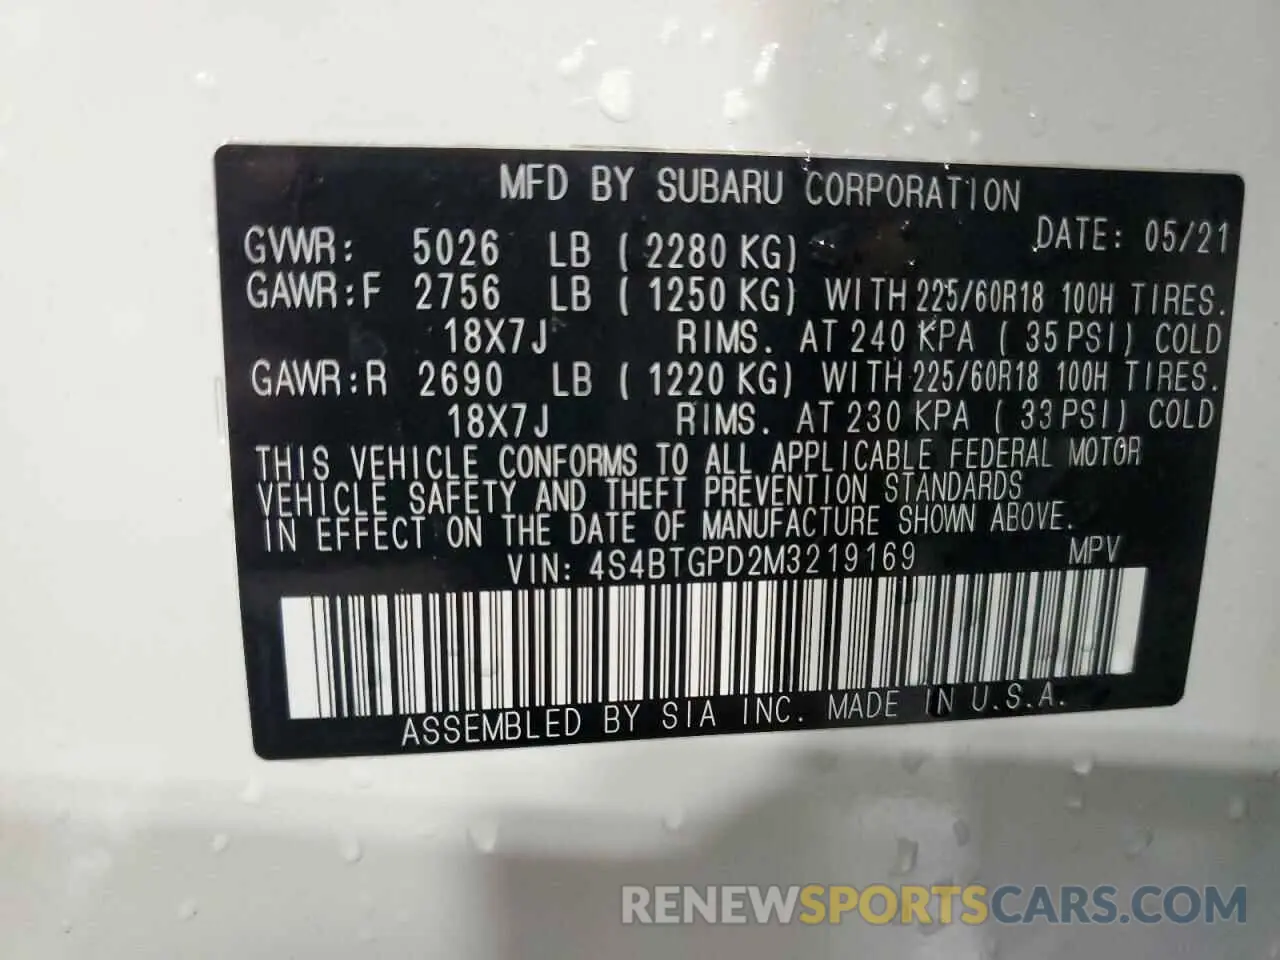 MFD BY SUBARU CORPORATION
DATE: 05/21
GVWR: 5026 LB ( 2280 KG)
GAWR:F 2756 LB ( 1250 KG) WITH 225/60R18 100H TIRES.
18X7J RIMS. AT 240 KPA ( 35 PSI) COLD
GAWR:R 2690 LB ( 1220 KG) WITH 225/60R18 100H TIRES.
18X7J RIMS. AT 230 KPA ( 33 PSI) COLD
THIS VEHICLE CONFORMS TO ALL APPLICABLE FEDERAL MOTOR
VEHICLE SAFETY AND THEFT PREVENTION STANDARDS
IN EFFECT ON THE DATE OF MANUFACTURE SHOWN ABOVE.
VIN: 4S4BTGPD2M3219169 MPV
ASSEMBLED BY SIA INC. MADE IN U.S.A.
RENEWSPORTSCARS.COM